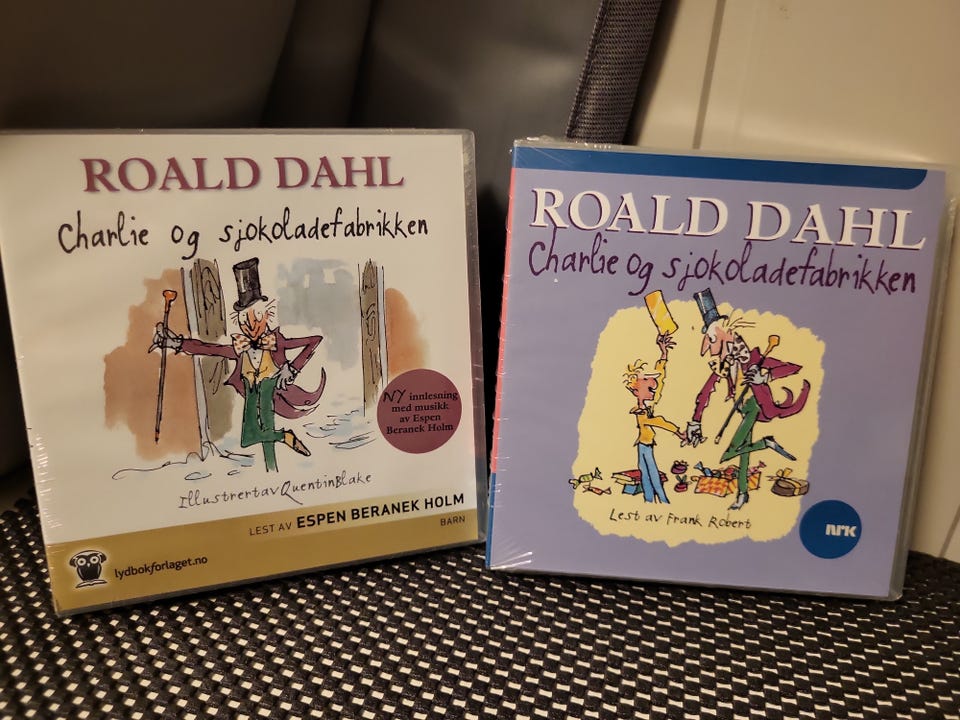 ROALD DAHL
Charlie og sjokoladefabrikken
NY innlesning
med musikk
av Espen
Beranek Holm
Illustrert av Quentin Blake
LEST AV ESPEN BERANEK HOLM
BARN
lydbokforlaget.no
ROALD DAHL
Charlie og sjokoladefabrikken
Lest av Frank Robert
NRK